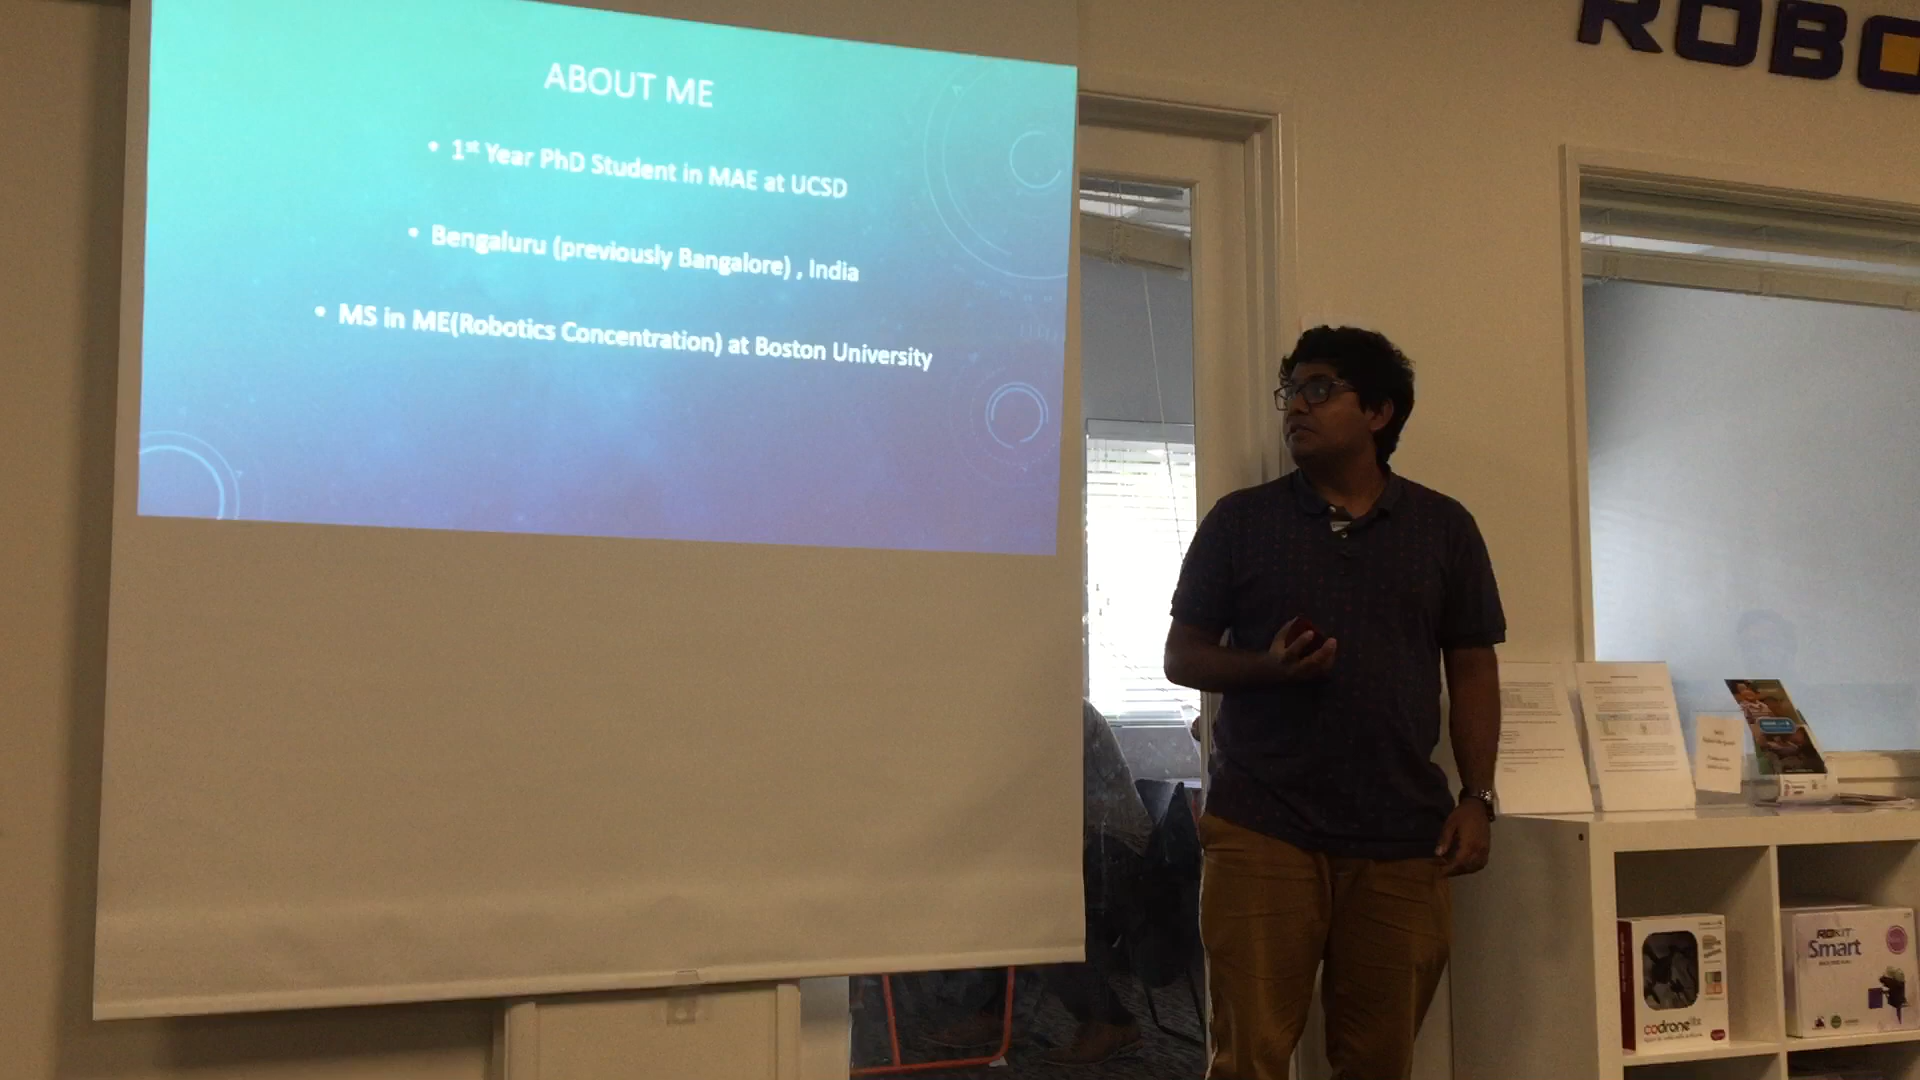 ABOUT ME
• 1st Year PhD Student in MAE at UCSD
• Bengaluru (previously Bangalore) , India
• MS in ME(Robotics Concentration) at Boston University
ROBO
codrone lite
ROKIT
Smart